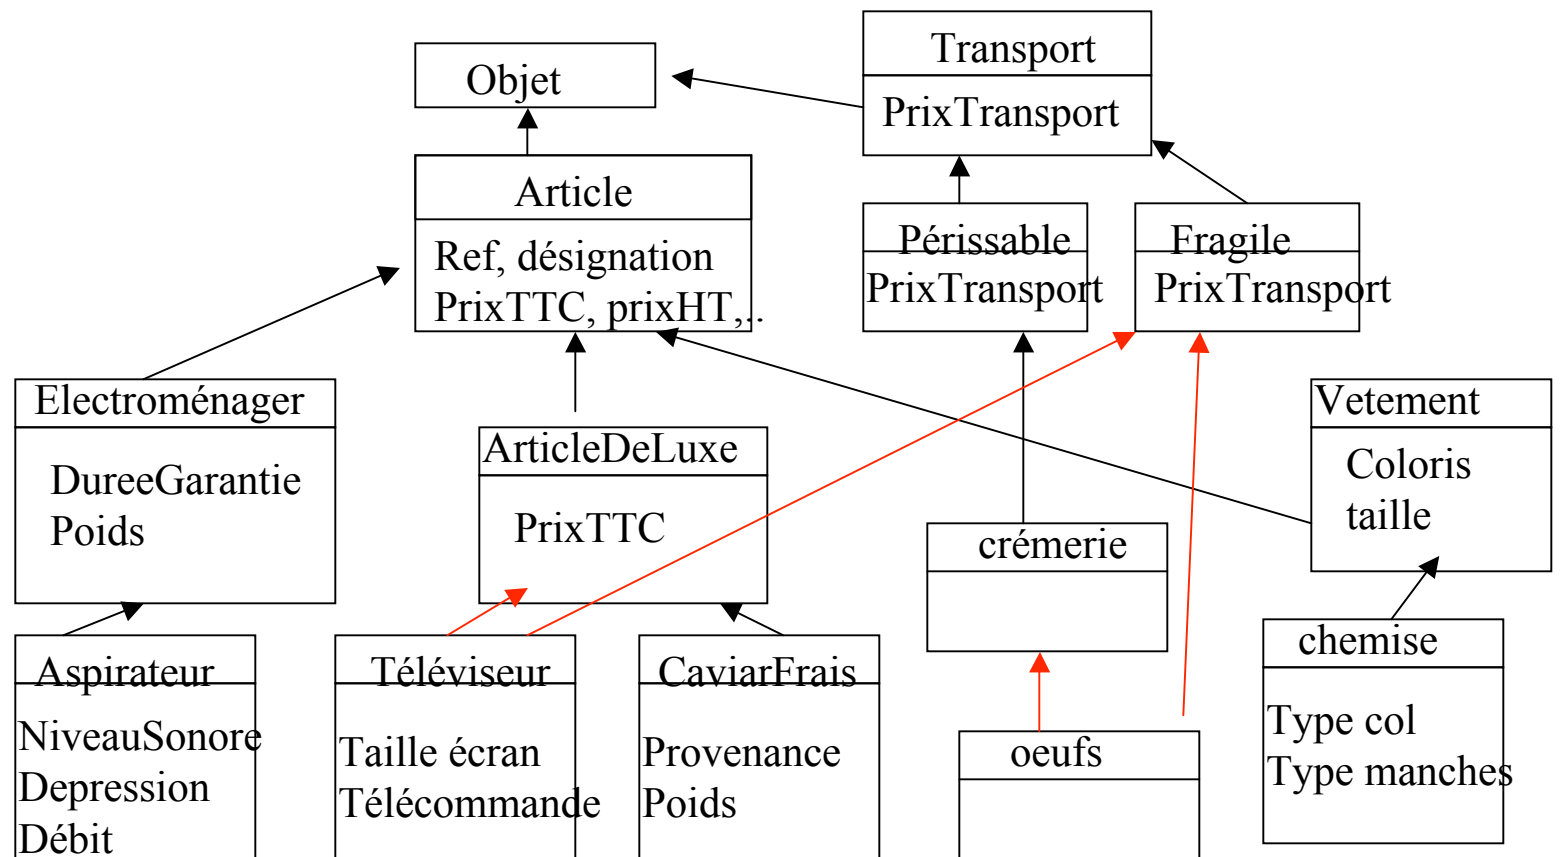 Objet
Transport
PrixTransport
Article
Ref, désignation
PrixTTC, prixHT,..
Périssable
PrixTransport
Fragile
PrixTransport
Electroménager
DureeGarantie
Poids
ArticleDeLuxe
PrixTTC
Vetement
Coloris
taille
crémerie
Aspirateur
NiveauSonore
Depression
Débit
Téléviseur
Taille écran
Télécommande
CaviarFrais
Provenance
Poids
oeufs
chemise
Type col
Type manches